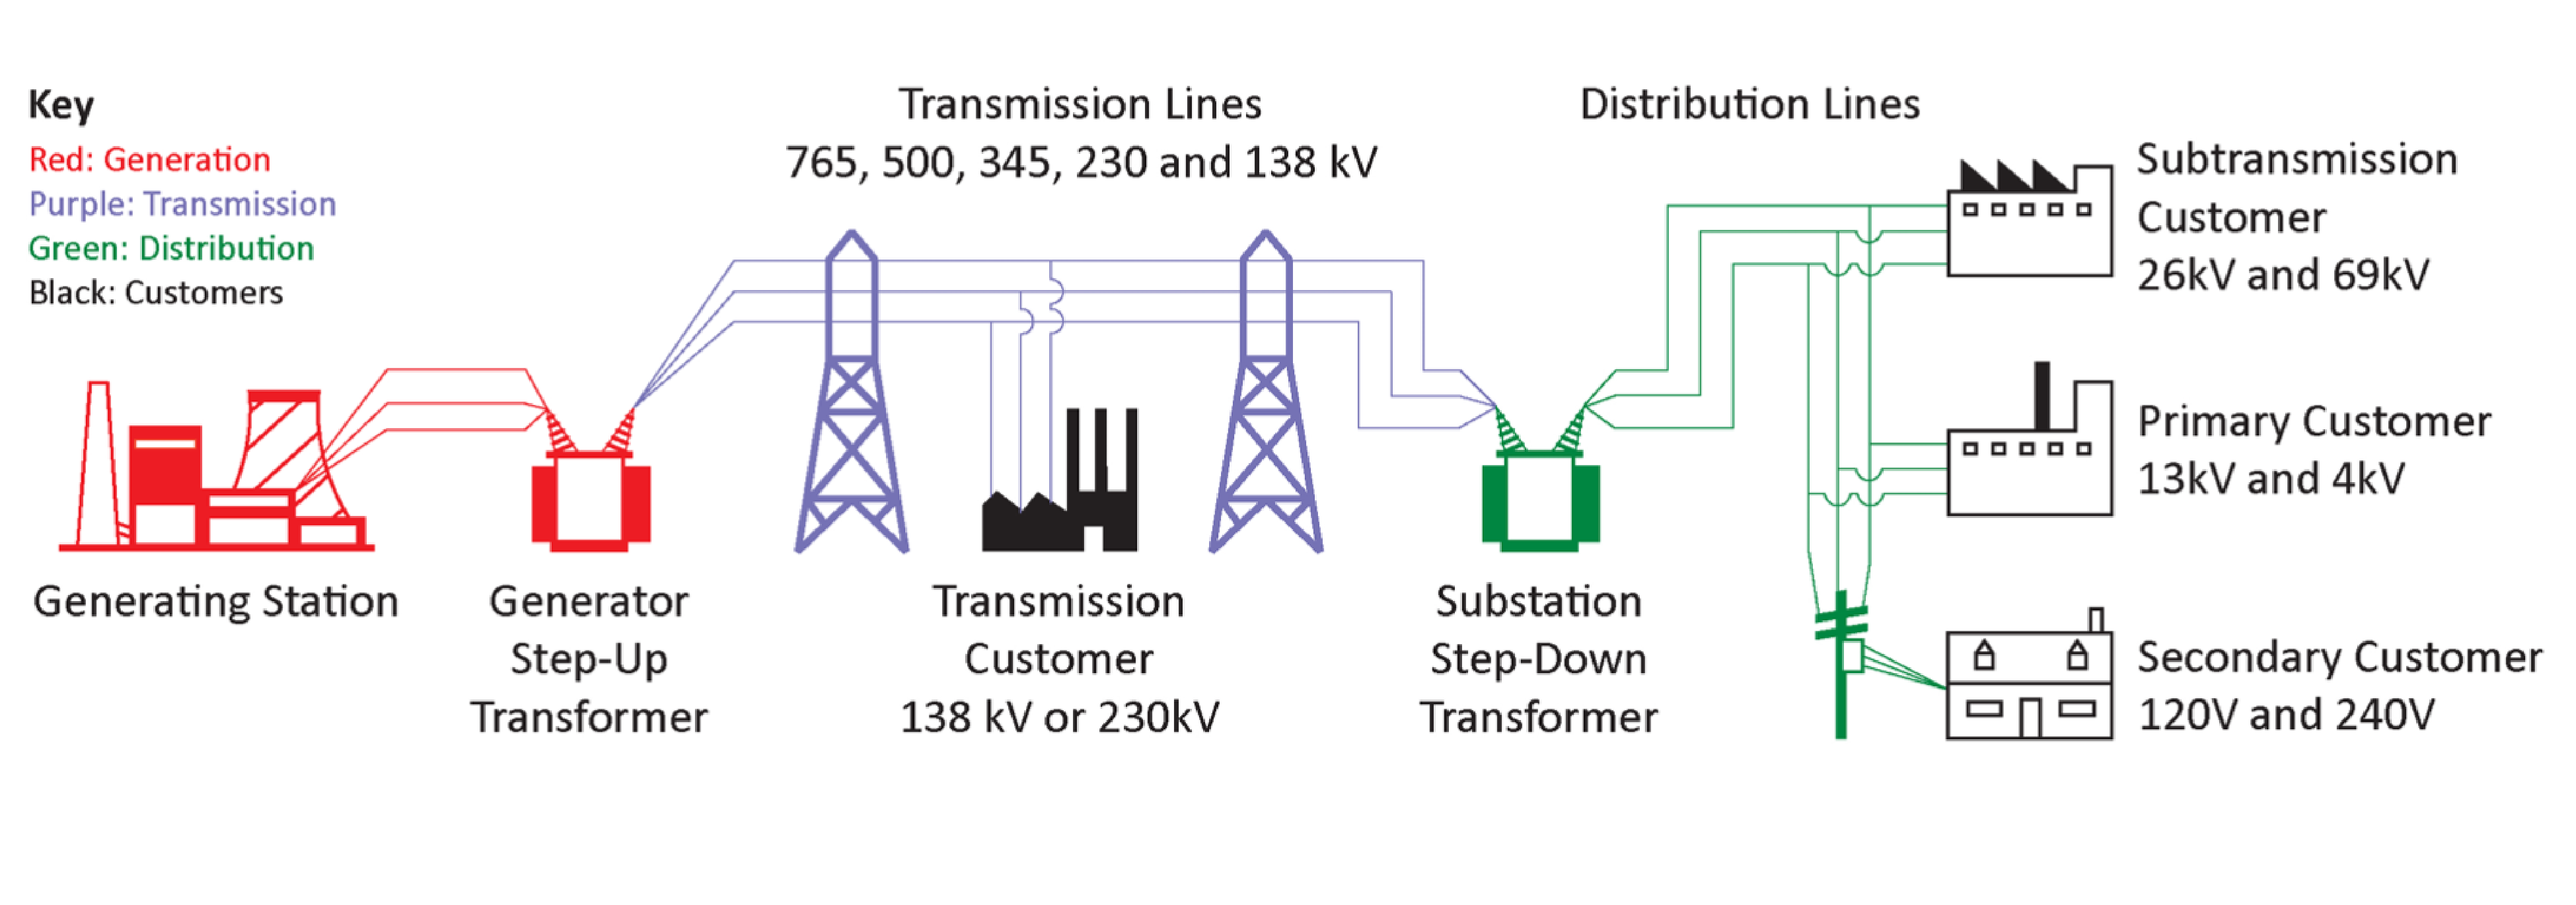 Key
Red: Generation
Purple: Transmission
Green: Distribution
Black: Customers
Transmission Lines
765, 500, 345, 230 and 138 kV
Distribution Lines
Subtransmission
Customer
26kV and 69kV
Primary Customer
13kV and 4kV
Secondary Customer
120V and 240V
Generating Station
Generator
Step-Up
Transformer
Transmission
Customer
138 kV or 230kV
Substation
Step-Down
Transformer